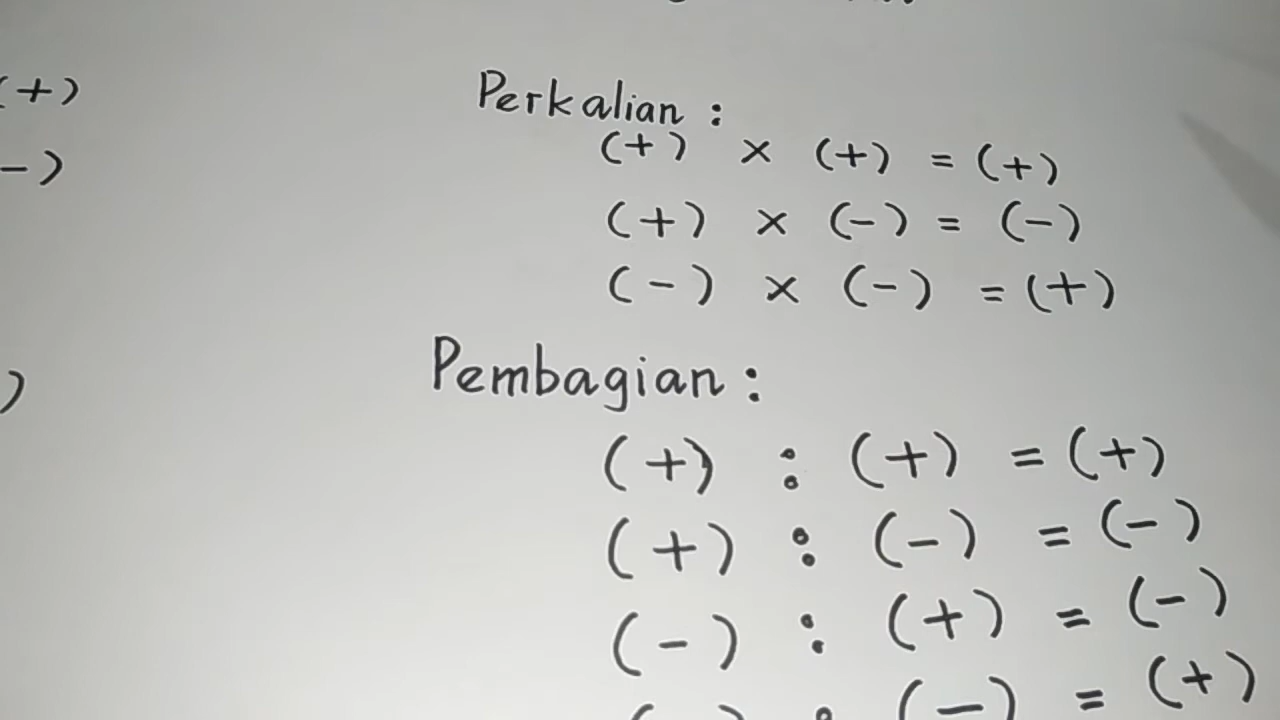 (+)
-)
)
Perkalian :
(+) × (+) = (+)
(+) × (-) = (-)
(-) × (-) = (+)
Pembagian :
(+) : (+) = (+)
(+) : (-) = (-)
(-) : (+) = (-)
( ) : (-) = (+)